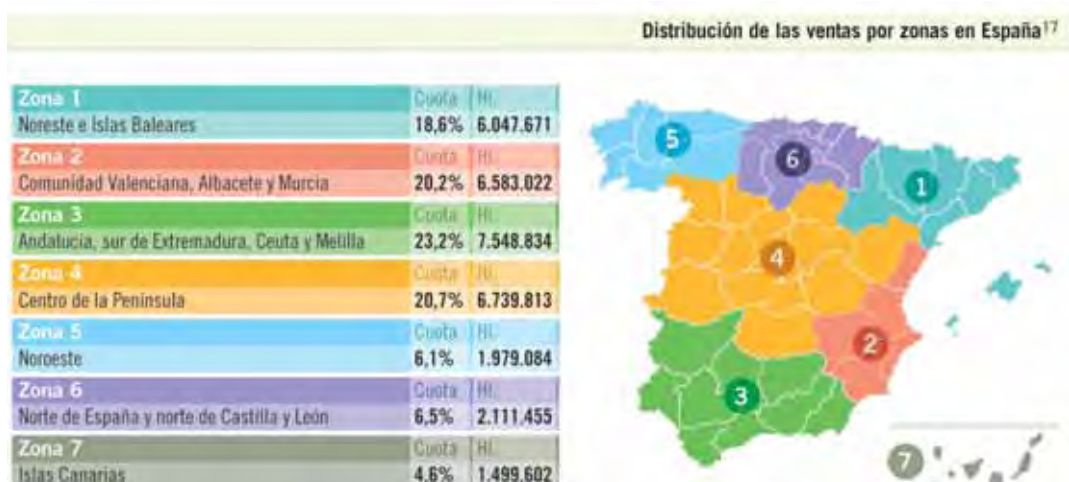 Distribución de las ventas por zonas en España17
Zona 1 Cuota Hl.
Noreste e Islas Baleares 18,6% 6.047.671
Zona 2 Cuota Hl.
Comunidad Valenciana, Albacete y Murcia 20,2% 6.583.022
Zona 3 Cuota Hl.
Andalucía, sur de Extremadura, Ceuta y Melilla 23,2% 7.548.834
Zona 4 Cuota Hl.
Centro de la Península 20,7% 6.739.813
Zona 5 Cuota Hl.
Noroeste 6,1% 1.979.084
Zona 6 Cuota Hl.
Norte de España y norte de Castilla y León 6,5% 2.111.455
Zona 7 Cuota Hl.
Islas Canarias 4,6% 1.499.602
5
6
1
4
2
3
7